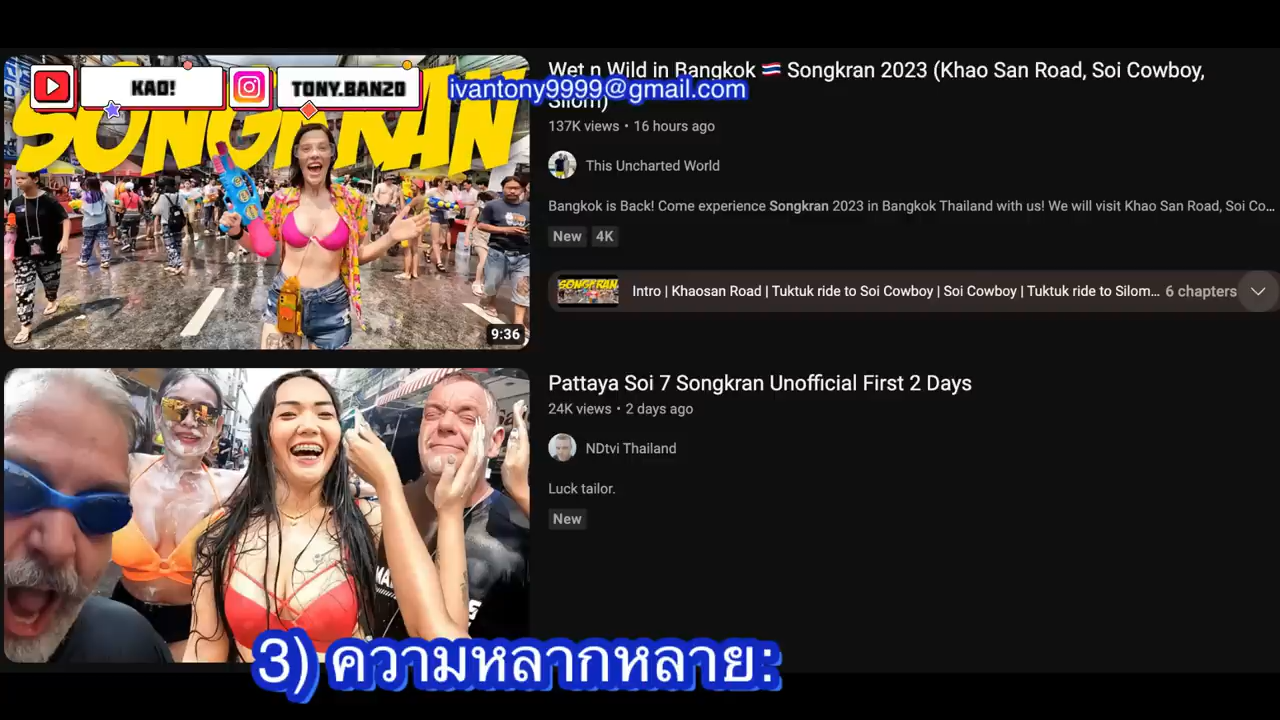 KAO!
TONY.BANZO
ivantony9999@gmail.com
SONGKRAN
9:36
Wet n Wild in Bangkok 🇹🇭 Songkran 2023 (Khao San Road, Soi Cowboy,
Silom)
137K views • 16 hours ago
This Uncharted World
Bangkok is Back! Come experience Songkran 2023 in Bangkok Thailand with us! We will visit Khao San Road, Soi Co...
New
4K
SONGKRAN
Intro | Khaosan Road | Tuktuk ride to Soi Cowboy | Soi Cowboy | Tuktuk ride to Silom... 6 chapters
Pattaya Soi 7 Songkran Unofficial First 2 Days
24K views • 2 days ago
NDtvi Thailand
Luck tailor.
New
3) ความหลากหลาย: